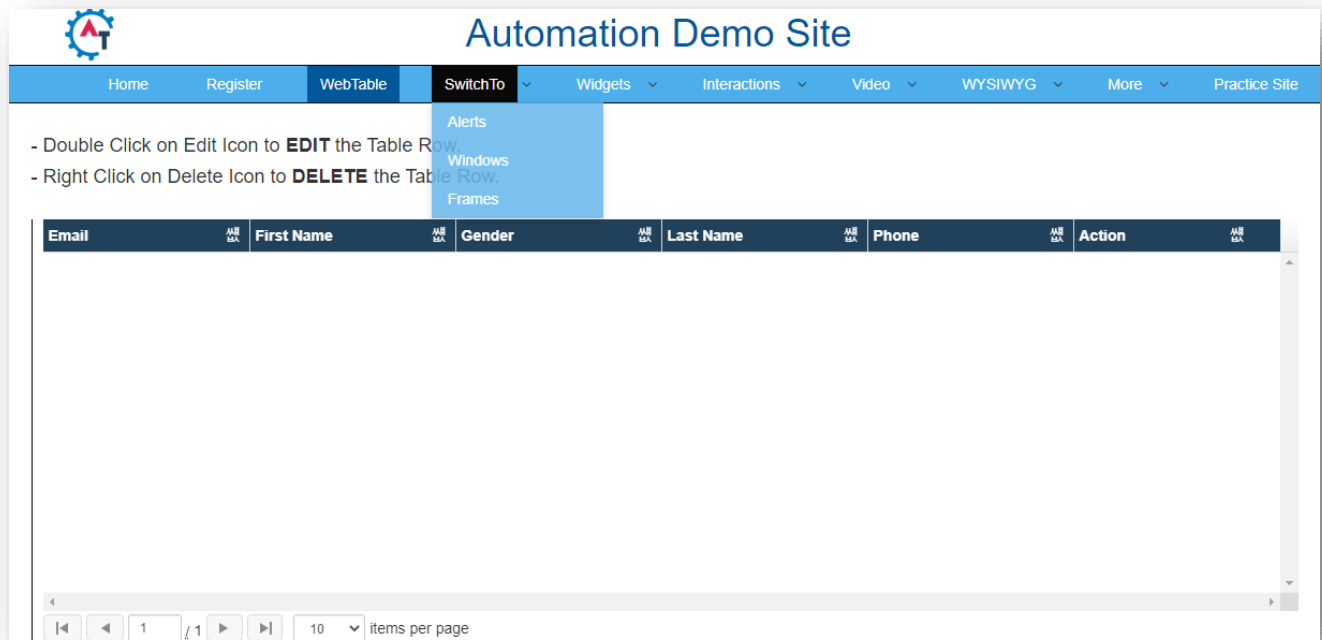 Automation Demo Site
Home Register WebTable SwitchTo Widgets Interactions Video WYSIWYG More Practice Site
Alerts
Windows
Frames
- Double Click on Edit Icon to EDIT the Table Row.
- Right Click on Delete Icon to DELETE the Table Row.
Email First Name Gender Last Name Phone Action
1 / 1 10 items per page